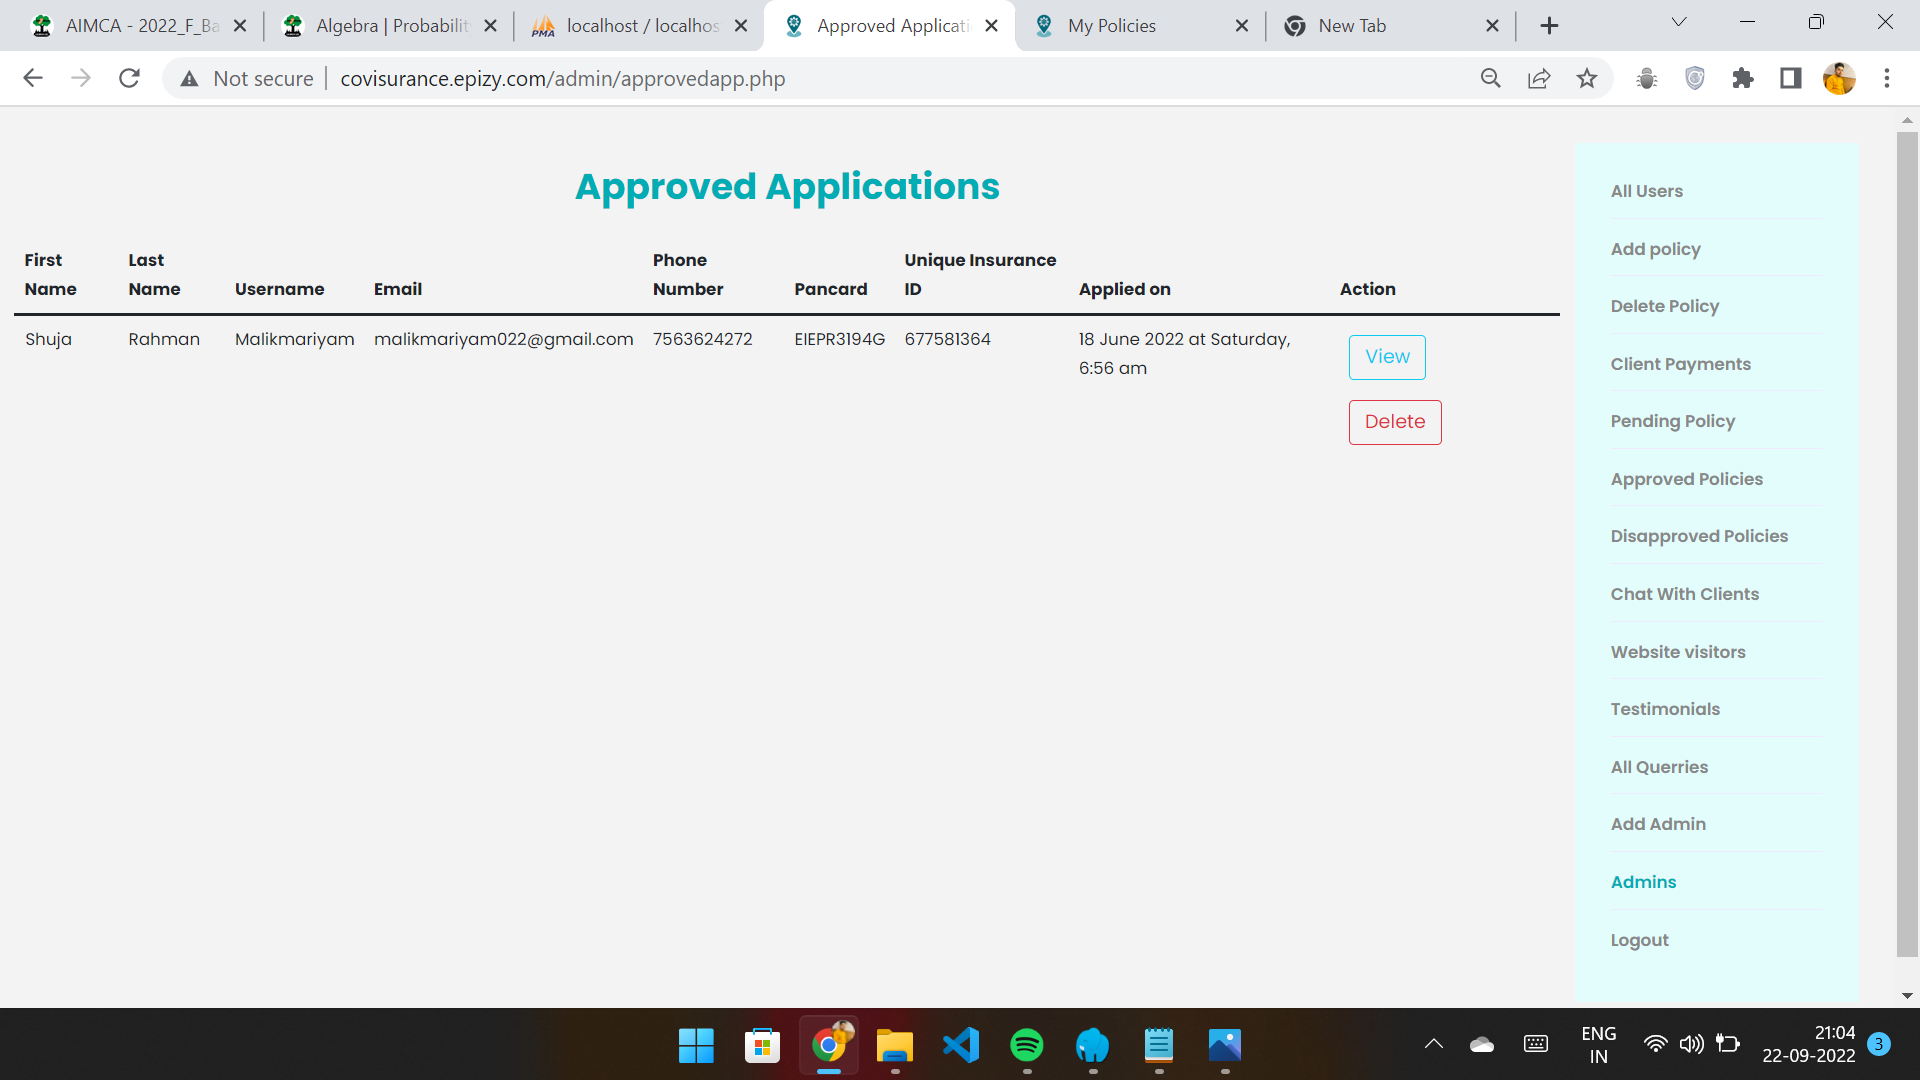 AIMCA - 2022_F_Ba
Algebra | Probabilit
localhost / localhos
Approved Applicati
My Policies
New Tab
Not secure
covisurance.epizy.com/admin/approvedapp.php
Approved Applications
First Name
Last Name
Username
Email
Phone Number
Pancard
Unique Insurance ID
Applied on
Action
Shuja
Rahman
Malikmariyam
malikmariyam022@gmail.com
7563624272
EIEPR3194G
677581364
18 June 2022 at Saturday,
6:56 am
View
Delete
All Users
Add policy
Delete Policy
Client Payments
Pending Policy
Approved Policies
Disapproved Policies
Chat With Clients
Website visitors
Testimonials
All Querries
Add Admin
Admins
Logout
ENG
IN
21:04
22-09-2022
3
PMA